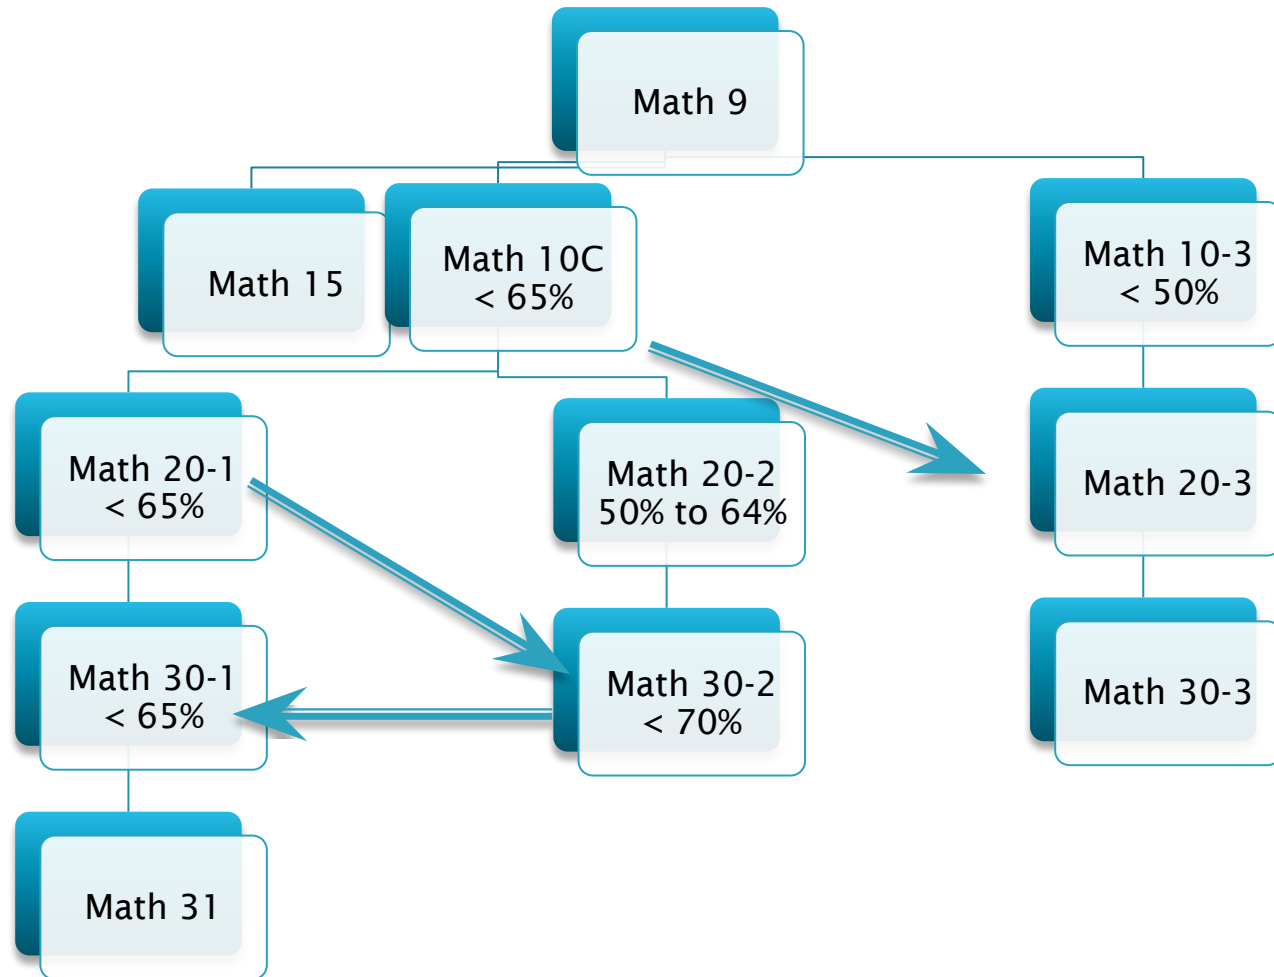 Math 9
Math 15
Math 10C
< 65%
Math 10-3
< 50%
Math 20-1
< 65%
Math 20-2
50% to 64%
Math 20-3
Math 30-1
< 65%
Math 30-2
< 70%
Math 30-3
Math 31